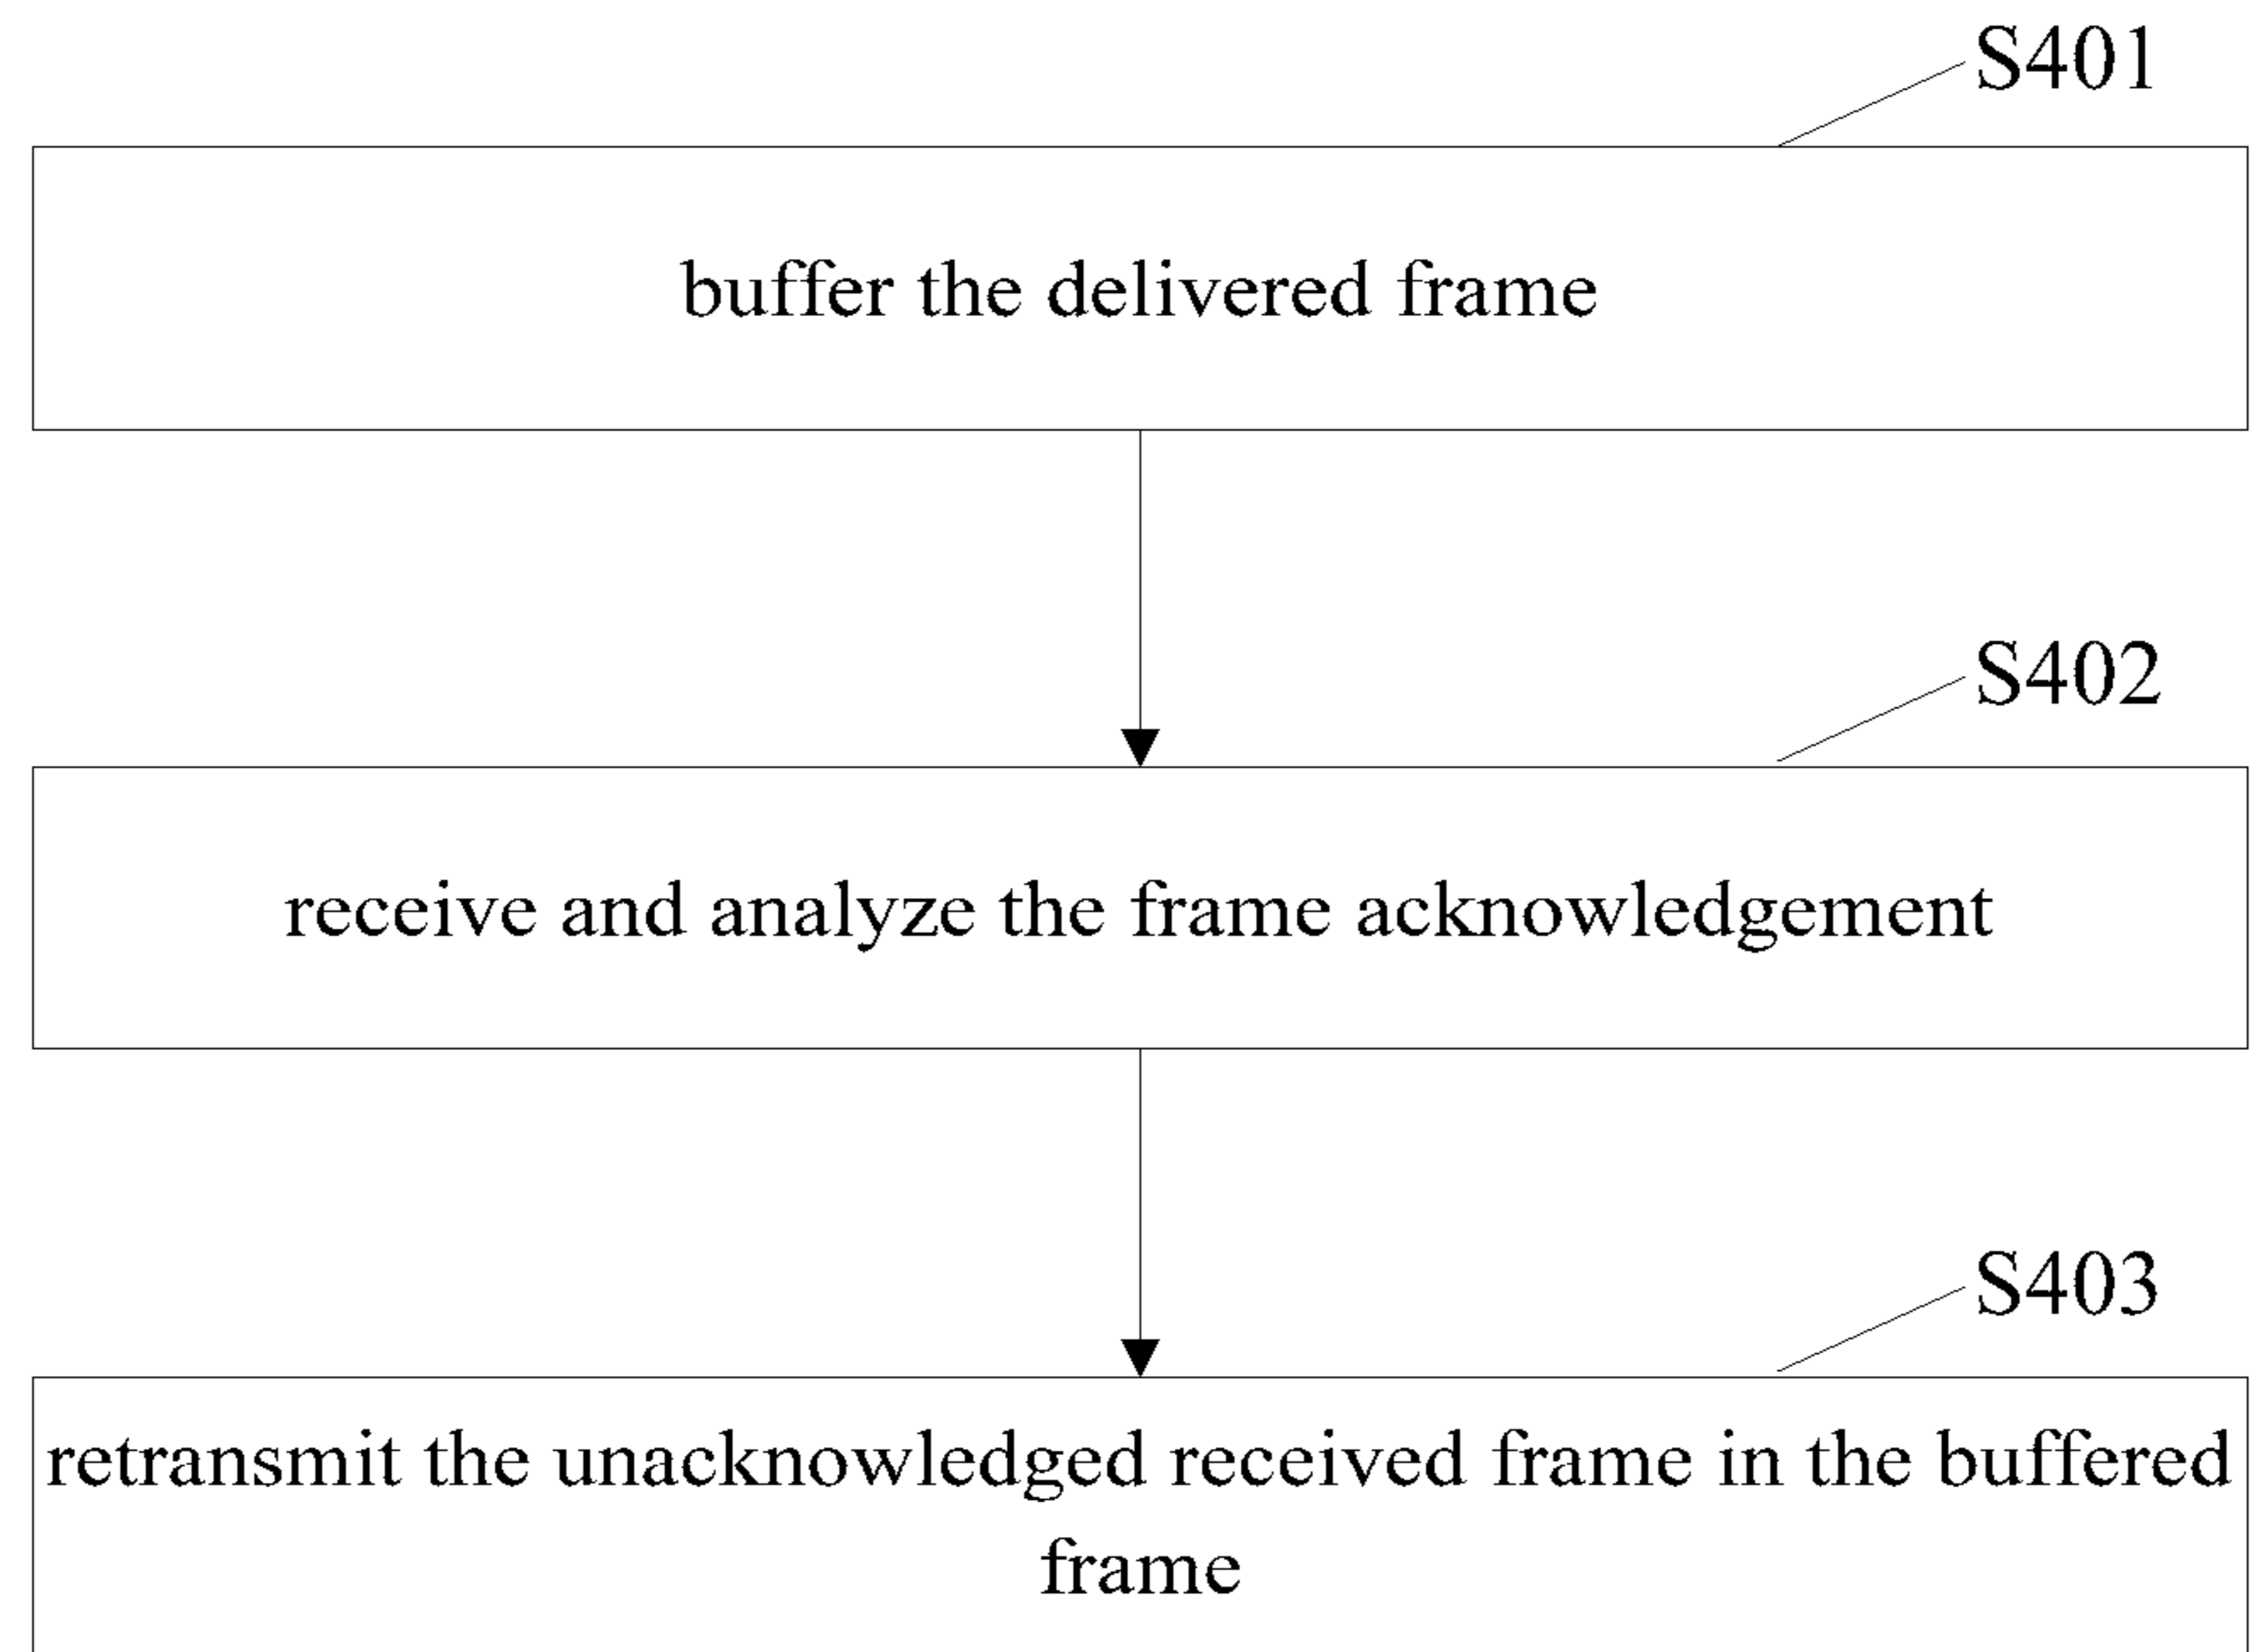 S401
buffer the delivered frame
S402
receive and analyze the frame acknowledgement
S403
retransmit the unacknowledged received frame in the buffered
frame